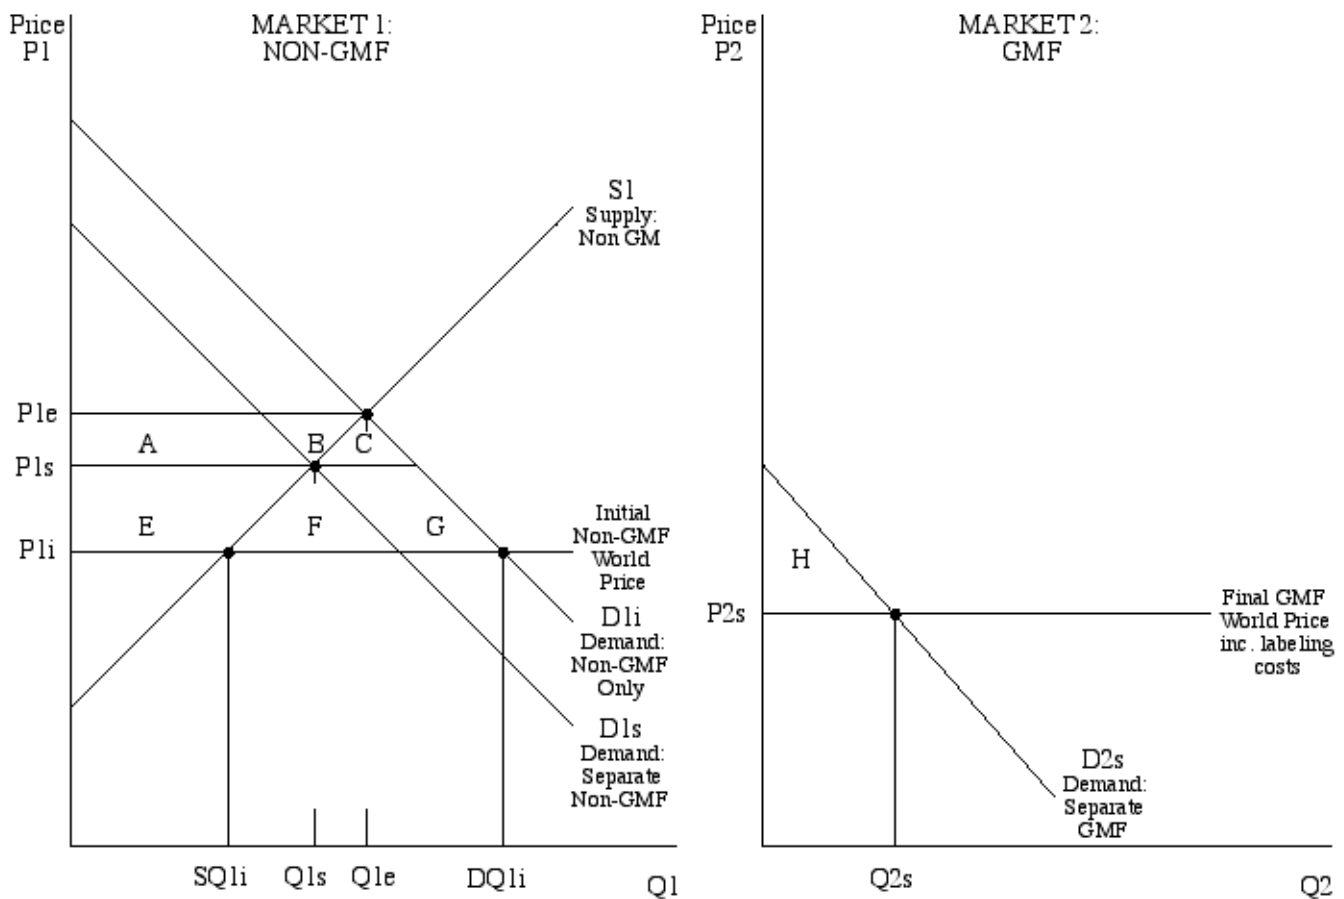 Price
P1
MARKET 1:
NON-GMF
S1
Supply:
Non GM
P1e
A
B
C
P1s
E
F
G
Initial
Non-GMF
World
Price
P1i
D1i
Demand:
Non-GMF
Only
D1s
Demand:
Separate
Non-GMF
SQ1i
Q1s
Q1e
DQ1i
Q1
Price
P2
MARKET 2:
GMF
H
P2s
Final GMF
World Price
inc. labeling
costs
D2s
Demand:
Separate
GMF
Q2s
Q2